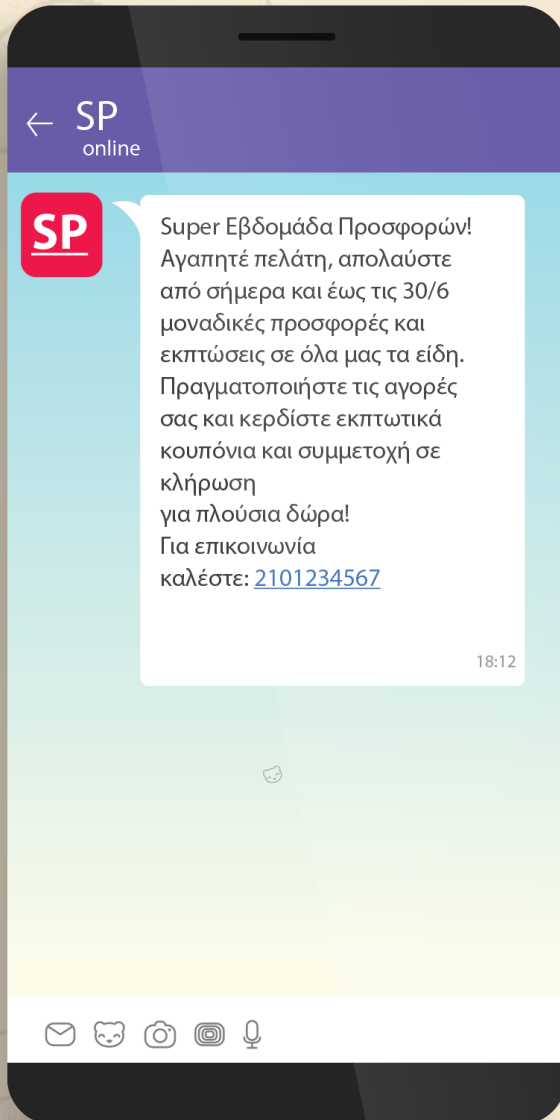 SP
online
SP
Super Εβδομάδα Προσφορών!
Αγαπητέ πελάτη, απολαύστε
από σήμερα και έως τις 30/6
μοναδικές προσφορές και
εκπτώσεις σε όλα μας τα είδη.
Πραγματοποιήστε τις αγορές
σας και κερδίστε εκπτωτικά
κουπόνια και συμμετοχή σε
κλήρωση
για πλούσια δώρα!
Για επικοινωνία
καλέστε: 2101234567
18:12